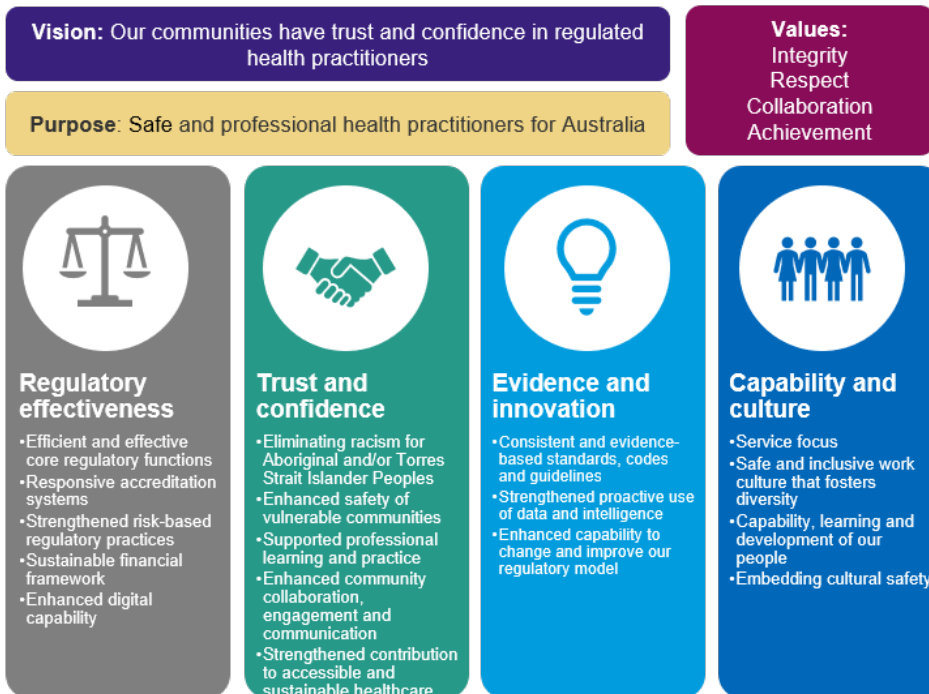 Vision: Our communities have trust and confidence in regulated
health practitioners
Purpose: Safe and professional health practitioners for Australia
Values:
Integrity
Respect
Collaboration
Achievement
Regulatory
effectiveness
•Efficient and effective
core regulatory functions
•Responsive accreditation
systems
•Strengthened risk-based
regulatory practices
•Sustainable financial
framework
•Enhanced digital
capability
Trust and
confidence
•Eliminating racism for
Aboriginal and/or Torres
Strait Islander Peoples
•Enhanced safety of
vulnerable communities
•Supported professional
learning and practice
•Enhanced community
collaboration,
engagement and
communication
•Strengthened contribution
to accessible and
sustainable healthcare
Evidence and
innovation
•Consistent and evidence-
based standards, codes
and guidelines
•Strengthened proactive use
of data and intelligence
•Enhanced capability to
change and improve our
regulatory model
Capability and
culture
•Service focus
•Safe and inclusive work
culture that fosters
diversity
•Capability, learning and
development of our
people
•Embedding cultural safety